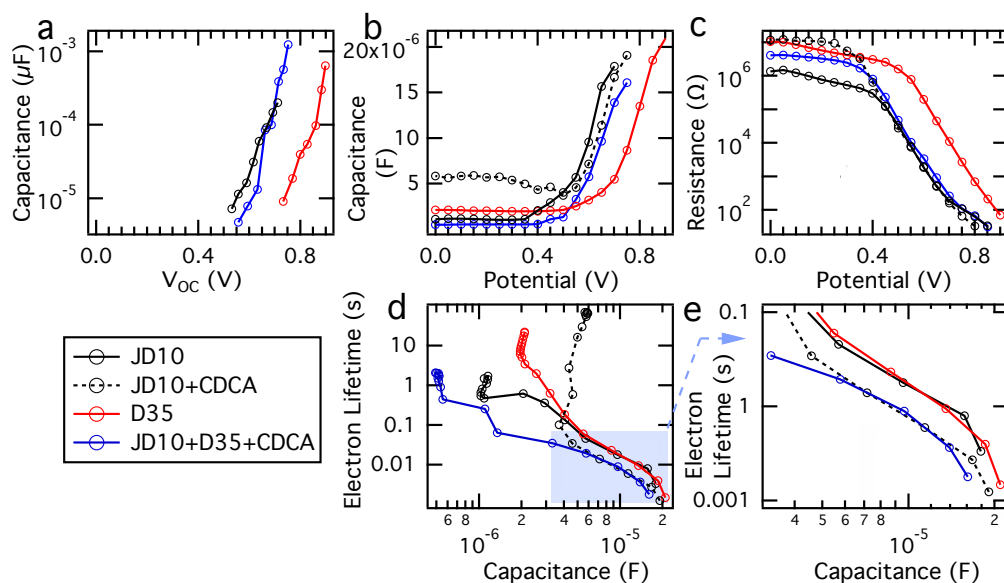 a
Capacitance (µF)
10⁻³
10⁻⁴
10⁻⁵
0.0
0.4
0.8
V_OC (V)
b
Capacitance
(F)
20x10⁻⁶
15
10
5
0.0
0.4
0.8
Potential (V)
c
Resistance (Ω)
10⁶
10⁴
10²
0.0
0.4
0.8
Potential (V)
JD10
JD10+CDCA
D35
JD10+D35+CDCA
d
Electron Lifetime (s)
10
1
0.1
0.01
6
8
2
4
6
8
2
10⁻⁶
10⁻⁵
Capacitance (F)
e
Electron
Lifetime (s)
0.1
1
0.001
4
5
6
7
8
2
10⁻⁵
Capacitance (F)